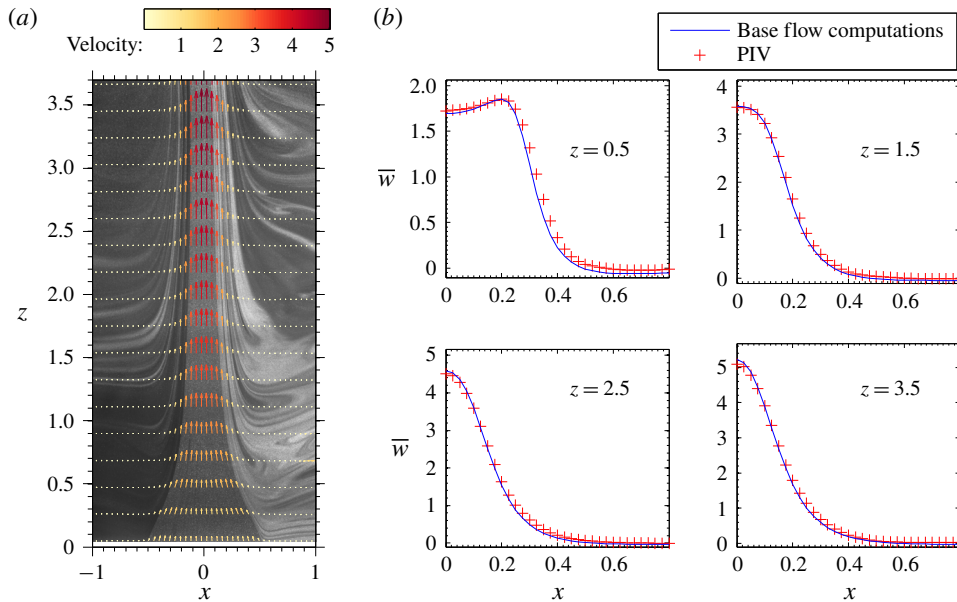 (a)
Velocity: 1 2 3 4 5
3.5
3.0
2.5
2.0
z
1.5
1.0
0.5
0
−1 0 1
x
(b)
Base flow computations
PIV
2.0
1.0
0
w̅
z = 0.5
0 0.2 0.4 0.6
4
3
2
1
0
z = 1.5
0 0.2 0.4 0.6
5
4
3
2
1
0
w̅
z = 2.5
0 0.2 0.4 0.6
x
5
4
3
2
1
0
z = 3.5
0 0.2 0.4 0.6
x